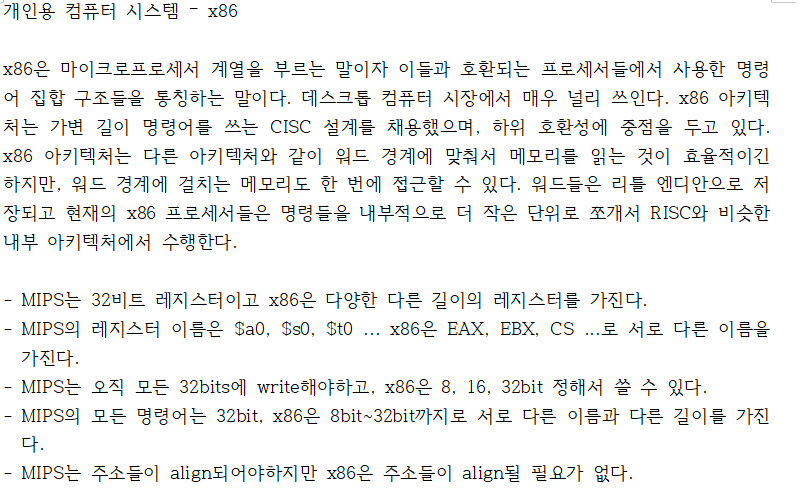 개인용 컴퓨터 시스템 - x86
x86은 마이크로프로세서 계열을 부르는 말이자 이들과 호환되는 프로세서들에서 사용한 명령
어 집합 구조들을 통칭하는 말이다. 데스크톱 컴퓨터 시장에서 매우 널리 쓰인다. x86 아키텍
처는 가변 길이 명령어를 쓰는 CISC 설계를 채용했으며, 하위 호환성에 중점을 두고 있다.
x86 아키텍처는 다른 아키텍처와 같이 워드 경계에 맞춰서 메모리를 읽는 것이 효율적이긴
하지만, 워드 경계에 걸치는 메모리도 한 번에 접근할 수 있다. 워드들은 리틀 엔디안으로 저
장되고 현재의 x86 프로세서들은 명령들을 내부적으로 더 작은 단위로 쪼개서 RISC와 비슷한
내부 아키텍처에서 수행한다.
- MIPS는 32비트 레지스터이고 x86은 다양한 다른 길이의 레지스터를 가진다.
- MIPS의 레지스터 이름은 $a0, $s0, $t0 ... x86은 EAX, EBX, CS ...로 서로 다른 이름을
가진다.
- MIPS는 오직 모든 32bits에 write해야하고, x86은 8, 16, 32bit 정해서 쓸 수 있다.
- MIPS의 모든 명령어는 32bit, x86은 8bit~32bit까지로 서로 다른 이름과 다른 길이를 가진
다.
- MIPS는 주소들이 align되어야하지만 x86은 주소들이 align될 필요가 없다.